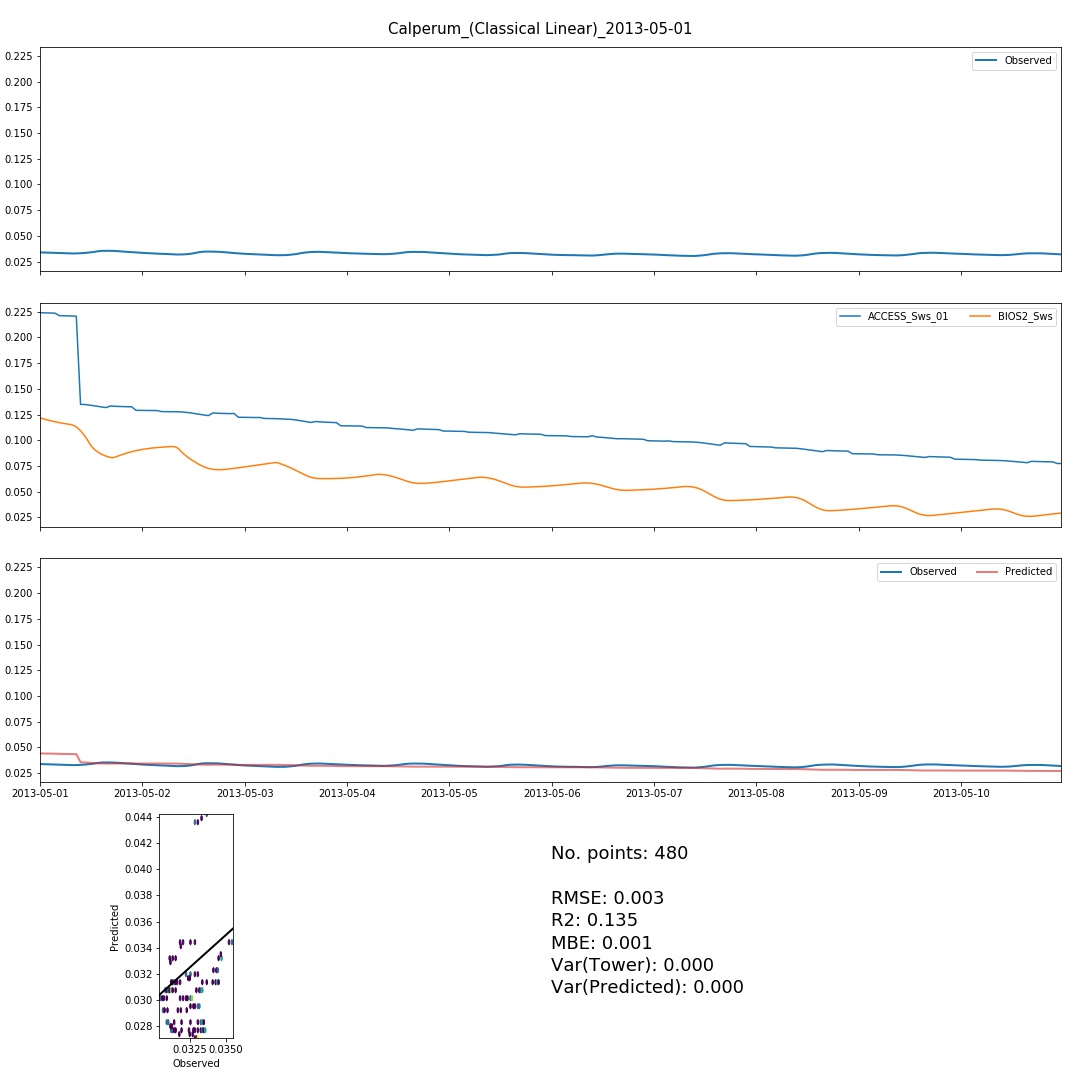 Calperum_(Classical Linear)_2013-05-01
0.225
Observed
0.200
0.175
0.150
0.125
0.100
0.075
0.050
0.025
0.225
ACCESS_Sws_01 BIOS2_Sws
0.200
0.175
0.150
0.125
0.100
0.075
0.050
0.025
0.225
Observed Predicted
0.200
0.175
0.150
0.125
0.100
0.075
0.050
0.025
2013-05-01 2013-05-02 2013-05-03 2013-05-04 2013-05-05 2013-05-06 2013-05-07 2013-05-08 2013-05-09 2013-05-10
0.044
0.042
0.040
0.038
0.036
0.034
0.032
0.030
0.028
Predicted
0.0325 0.0350
Observed
No. points: 480
RMSE: 0.003
R2: 0.135
MBE: 0.001
Var(Tower): 0.000
Var(Predicted): 0.000